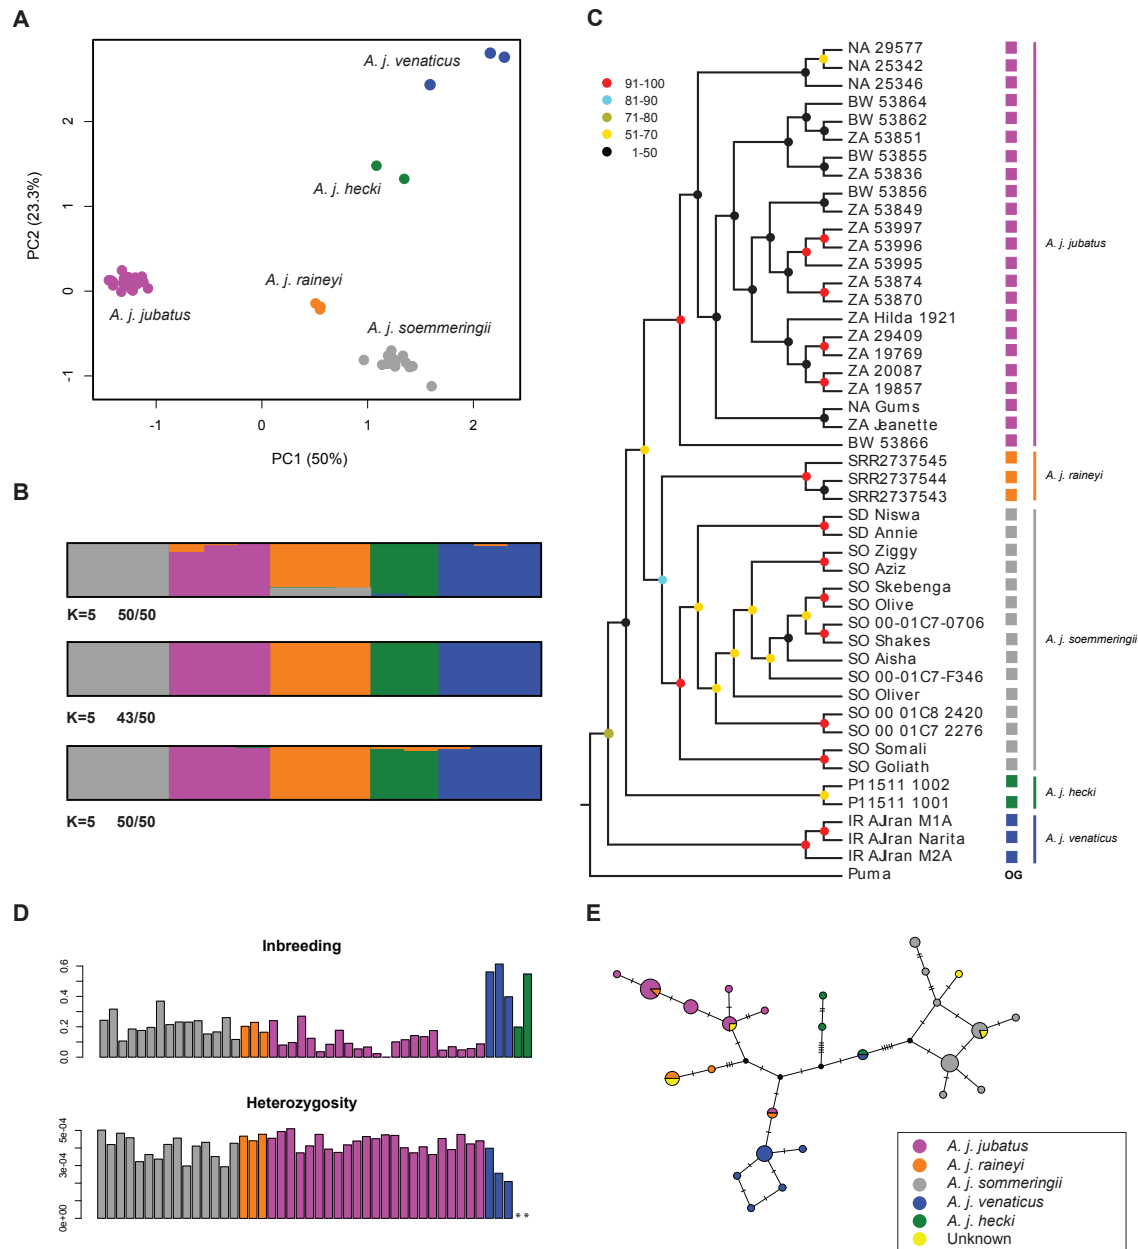 A
A. j. venaticus
A. j. hecki
A. j. raineyi
A. j. jubatus
A. j. soemmeringii
PC2 (23.3%)
2
1
0
-1
-1
0
1
2
PC1 (50%)
B
K=5 50/50
K=5 43/50
K=5 50/50
C
91-100
81-90
71-80
51-70
1-50
NA 29577
NA 25342
NA 25346
BW 53864
BW 53862
ZA 53851
BW 53855
ZA 53836
BW 53856
ZA 53849
ZA 53997
ZA 53996
ZA 53995
ZA 53874
ZA 53870
ZA Hilda 1921
ZA 29409
ZA 19769
ZA 20087
ZA 19857
NA Gums
ZA Jeanette
BW 53866
SRR2737545
SRR2737544
SRR2737543
SD Niswa
SD Annie
SO Ziggy
SO Aziz
SO Skebenga
SO Olive
SO 00-01C7-0706
SO Shakes
SO Aisha
SO 00-01C7-F346
SO Oliver
SO 00 01C8 2420
SO 00 01C7 2276
SO Somali
SO Goliath
P11511 1002
P11511 1001
IR AJIran M1A
IR AJIran Narita
IR AJIran M2A
Puma
OG
A. j. jubatus
A. j. raineyi
A. j. soemmeringii
A. j. hecki
A. j. venaticus
D
Inbreeding
0.6
0.4
0.2
0.0
Heterozygosity
5e-04
3e-04
0e+00
* *
E
A. j. jubatus
A. j. raineyi
A. j. sommeringii
A. j. venaticus
A. j. hecki
Unknown